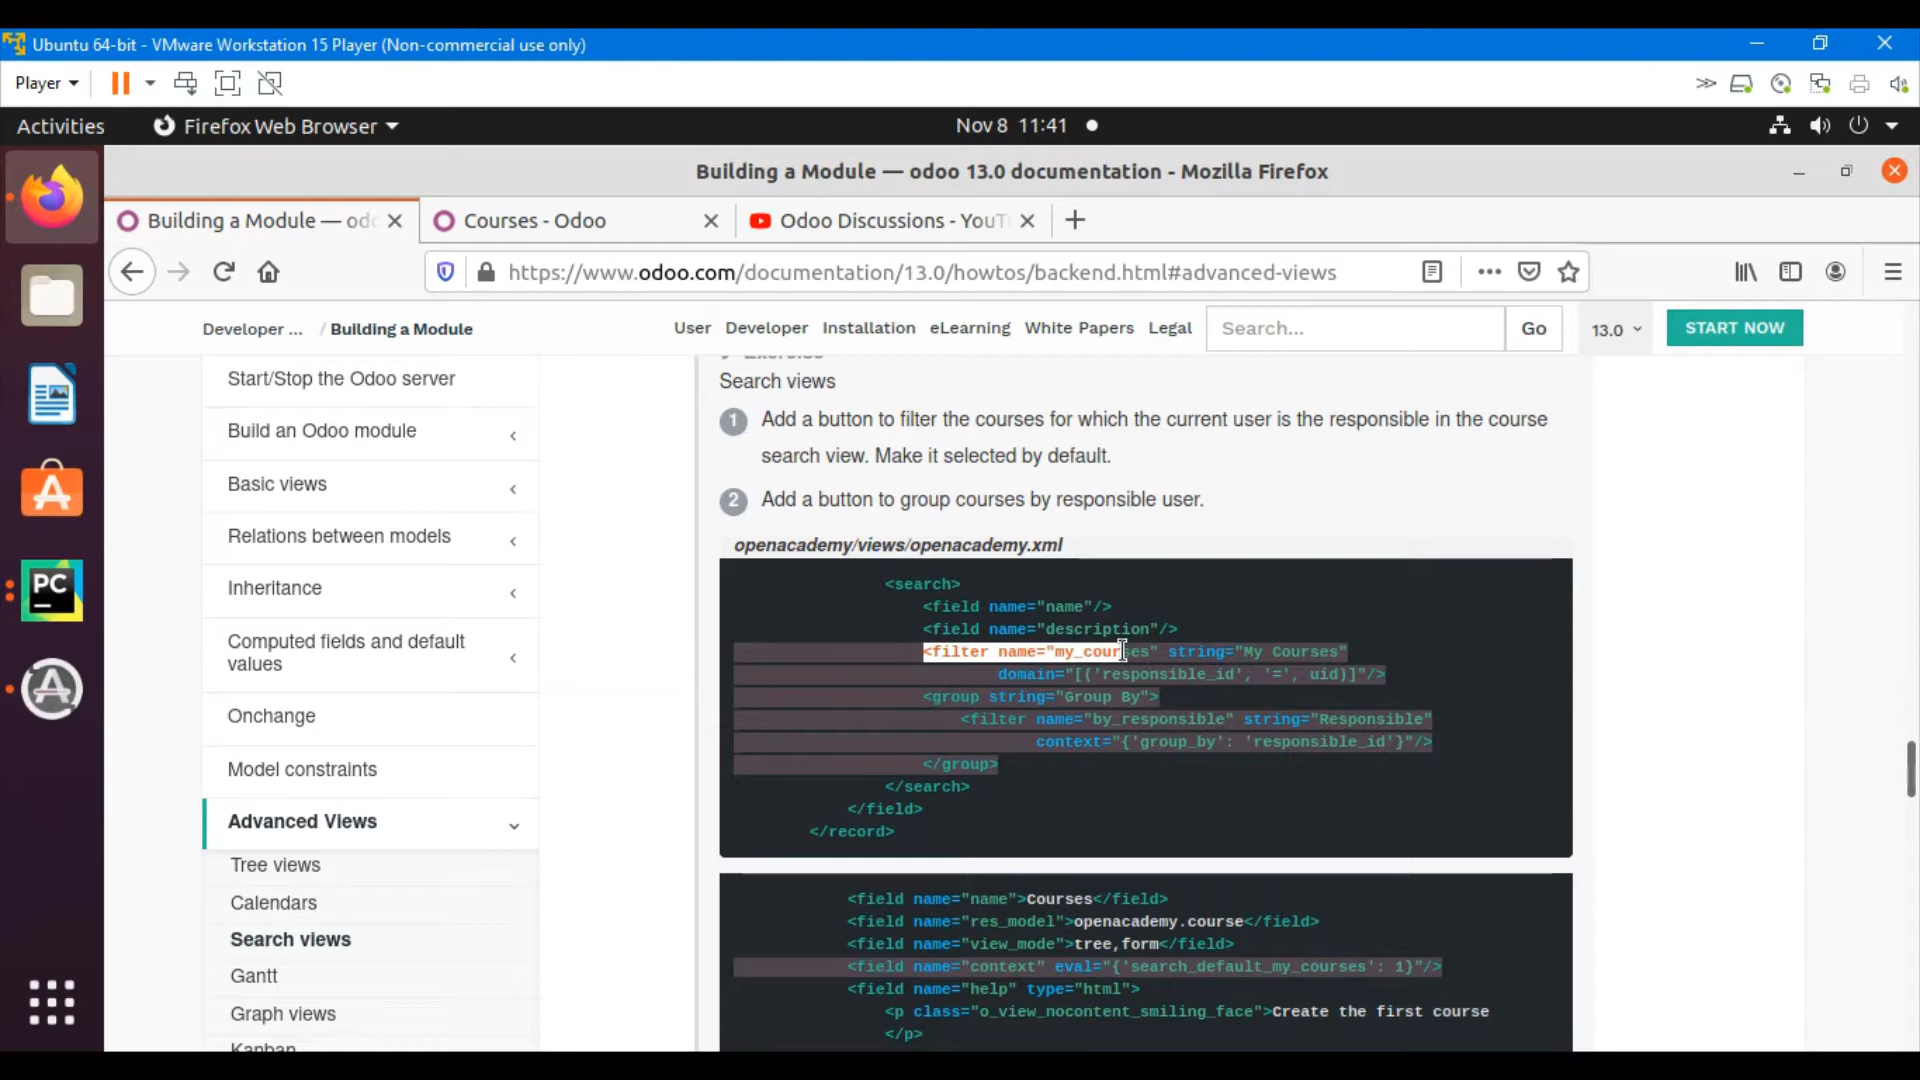 Ubuntu 64-bit - VMware Workstation 15 Player (Non-commercial use only)
Player
Activities
Firefox Web Browser
Nov 8 11:41
Building a Module — odoo 13.0 documentation - Mozilla Firefox
Building a Module — od
Courses - Odoo
Odoo Discussions - YouT
https://www.odoo.com/documentation/13.0/howtos/backend.html#advanced-views
Developer ... / Building a Module
User Developer Installation eLearning White Papers Legal
Search...
Go
13.0
START NOW
Start/Stop the Odoo server
Build an Odoo module
Basic views
Relations between models
Inheritance
Computed fields and default
values
Onchange
Model constraints
Advanced Views
Tree views
Calendars
Search views
Gantt
Graph views
Kanban
Exercise
Search views
1 Add a button to filter the courses for which the current user is the responsible in the course
search view. Make it selected by default.
2 Add a button to group courses by responsible user.
openacademy/views/openacademy.xml
<search>
<field name="name"/>
<field name="description"/>
<filter name="my_courses" string="My Courses"
domain="[('responsible_id', '=', uid)]"/>
<group string="Group By">
<filter name="by_responsible" string="Responsible"
context="{'group_by': 'responsible_id'}"/>
</group>
</search>
</field>
</record>
<field name="name">Courses</field>
<field name="res_model">openacademy.course</field>
<field name="view_mode">tree,form</field>
<field name="context" eval="{'search_default_my_courses': 1}"/>
<field name="help" type="html">
<p class="o_view_nocontent_smiling_face">Create the first course
</p>
PC